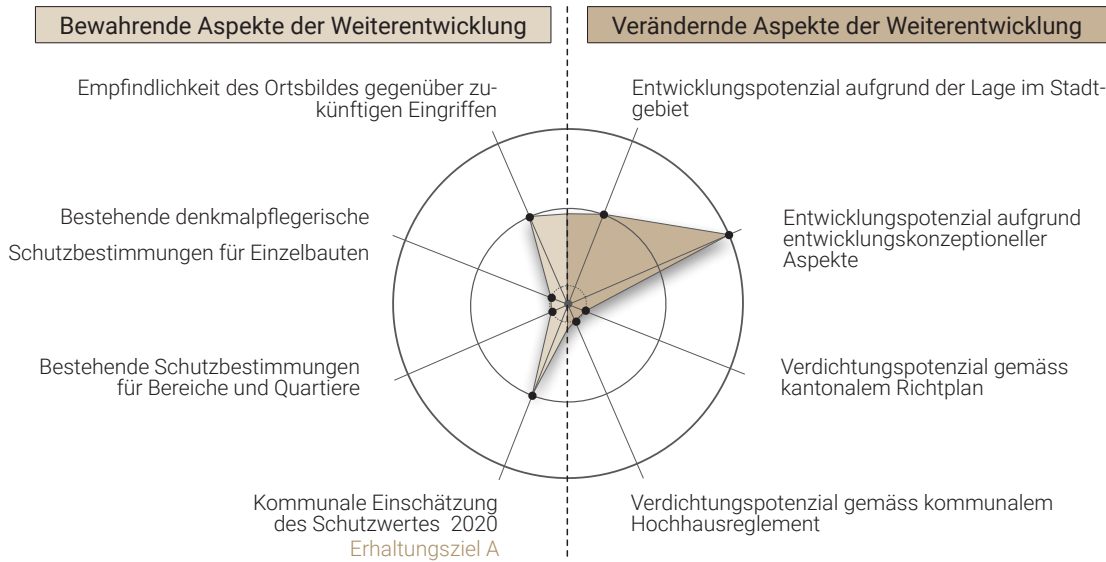 Bewahrende Aspekte der Weiterentwicklung
Verändernde Aspekte der Weiterentwicklung
Empfindlichkeit des Ortsbildes gegenüber zu-
künftigen Eingriffen
Entwicklungspotenzial aufgrund der Lage im Stadt-
gebiet
Bestehende denkmalpflegerische
Schutzbestimmungen für Einzelbauten
Entwicklungspotenzial aufgrund
entwicklungskonzeptioneller
Aspekte
Bestehende Schutzbestimmungen
für Bereiche und Quartiere
Verdichtungspotenzial gemäss
kantonalem Richtplan
Kommunale Einschätzung
des Schutzwertes 2020
Erhaltungsziel A
Verdichtungspotenzial gemäss kommunalem
Hochhausreglement